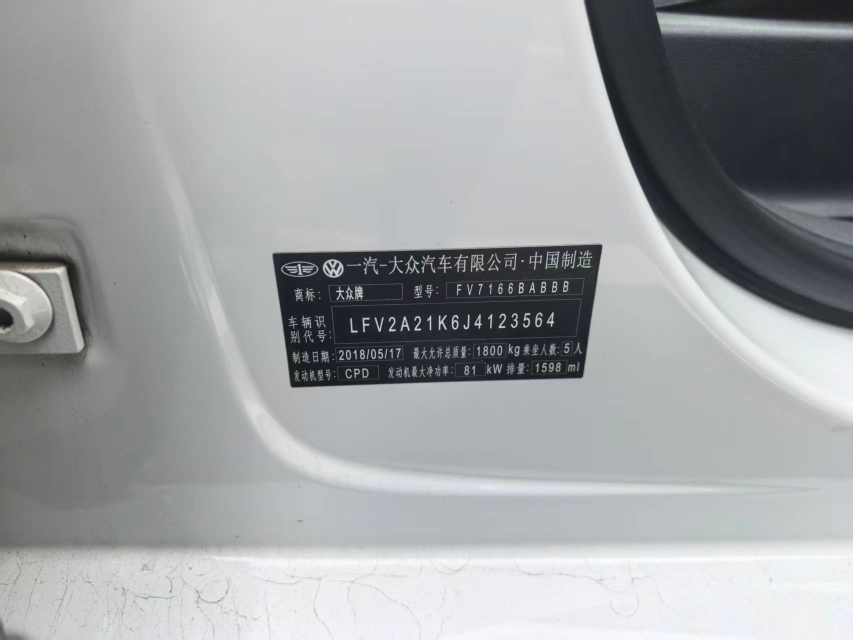 一汽-大众汽车有限公司·中国制造
商标: 大众牌 型号: FV7166BABBB
车辆识别代号: LFV2A21K6J4123564
制造日期: 2018/05/17 最大允许总质量: 1800 kg 乘坐人数: 5 人
发动机型号: CPD 发动机最大净功率: 81 kW 排量: 1598 ml